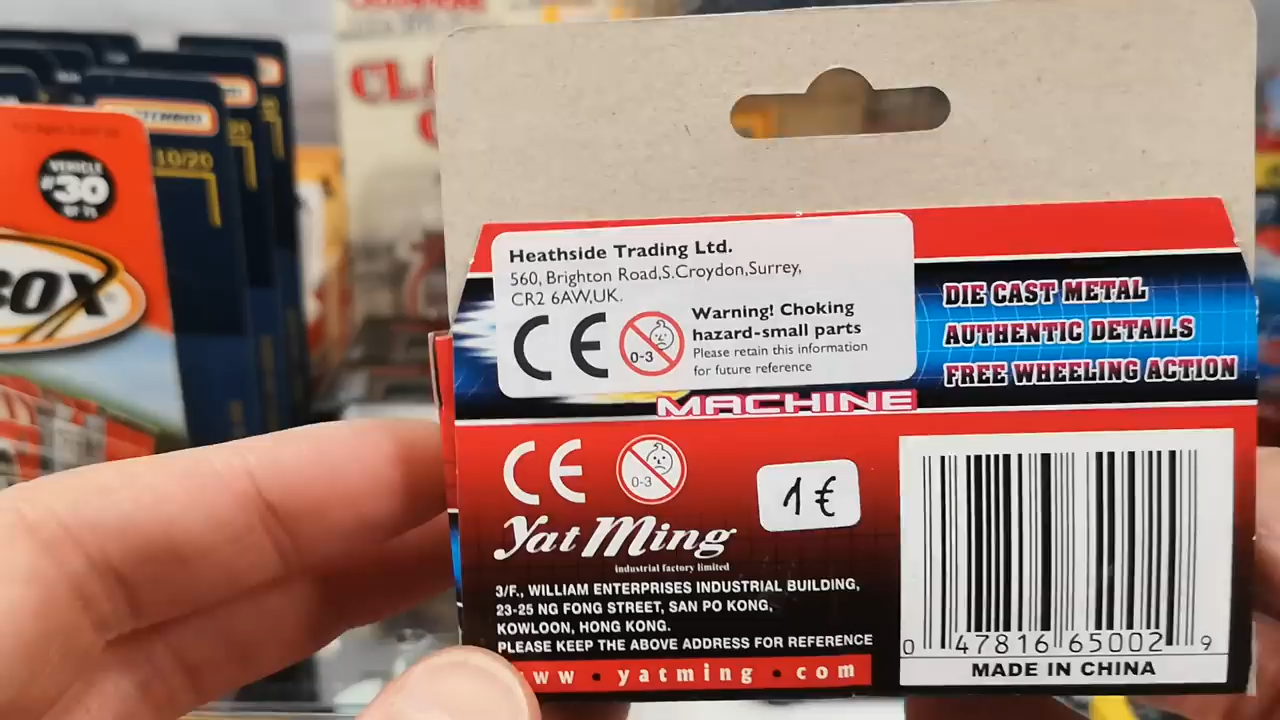 VEHICLE
#30
OF 75
BOX
10/20
Heathside Trading Ltd.
560, Brighton Road,S.Croydon,Surrey,
CR2 6AW,UK.
CE
0-3
Warning! Choking
hazard-small parts
Please retain this information
for future reference
DIE CAST METAL
AUTHENTIC DETAILS
FREE WHEELING ACTION
MACHINE
CE
0-3
1 €
Yat Ming
industrial factory limited
3/F., WILLIAM ENTERPRISES INDUSTRIAL BUILDING,
23-25 NG FONG STREET, SAN PO KONG,
KOWLOON, HONG KONG.
PLEASE KEEP THE ABOVE ADDRESS FOR REFERENCE
ww • yatming • com
0 47816 65002 9
MADE IN CHINA